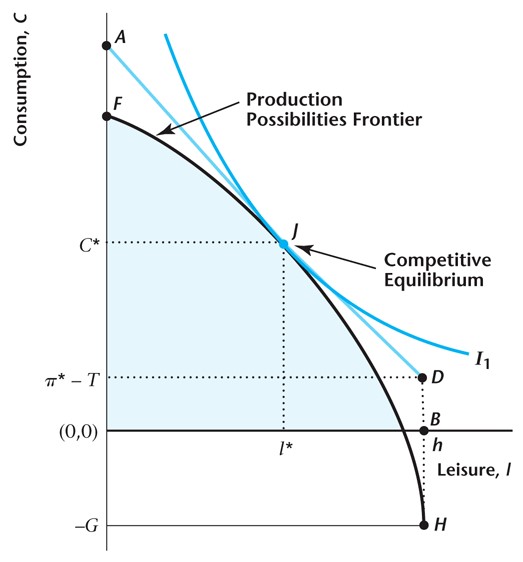 Consumption, C
A
F
Production
Possibilities Frontier
J
C*
Competitive
Equilibrium
I₁
π* − T
D
(0,0)
B
l*
h
Leisure, l
−G
H